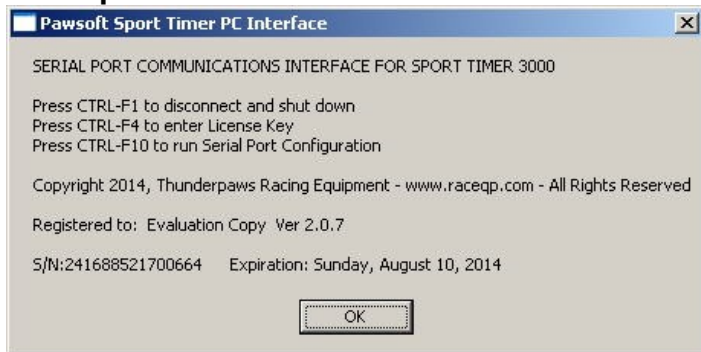 Pawsoft Sport Timer PC Interface
SERIAL PORT COMMUNICATIONS INTERFACE FOR SPORT TIMER 3000
Press CTRL-F1 to disconnect and shut down
Press CTRL-F4 to enter License Key
Press CTRL-F10 to run Serial Port Configuration
Copyright 2014, Thunderpaws Racing Equipment - www.raceqp.com - All Rights Reserved
Registered to:  Evaluation Copy  Ver 2.0.7
S/N:241688521700664    Expiration: Sunday, August 10, 2014
OK